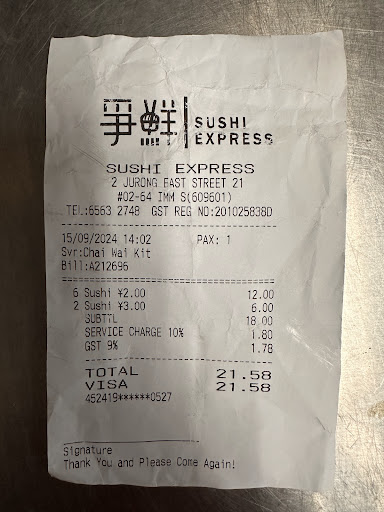 争鮮 SUSHI
EXPRESS
SUSHI EXPRESS
2 JURONG EAST STREET 21
#02-64 IMM S(609601)
TEL:6563 2748 GST REG NO:201025838D
15/09/2024 14:02 PAX: 1
Svr:Chai Wai Kit
Bill:A212696
6 Sushi ¥2.00 12.00
2 Sushi ¥3.00 6.00
SUBTTL 18.00
SERVICE CHARGE 10% 1.80
GST 9% 1.78
TOTAL 21.58
VISA 21.58
452419******0527
Signature
Thank You and Please Come Again!